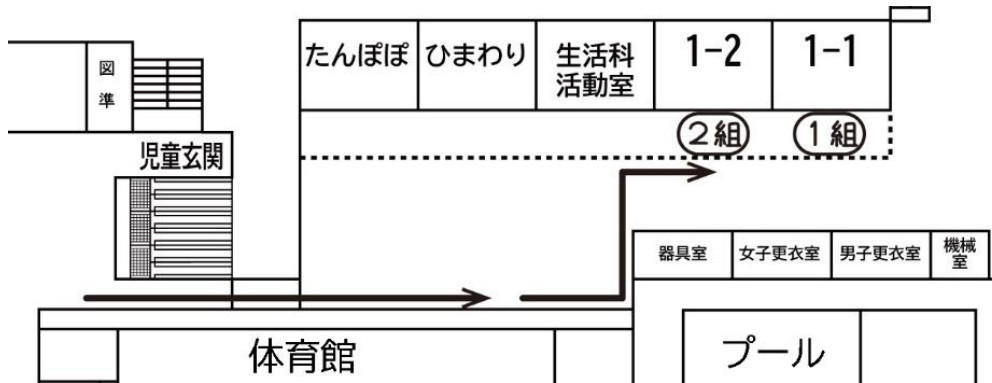 たんぽぽ
ひまわり
生活科
活動室
1-2
1-1
図
準
2組
1組
児童玄関
器具室
女子更衣室
男子更衣室
機械
室
体育館
プール